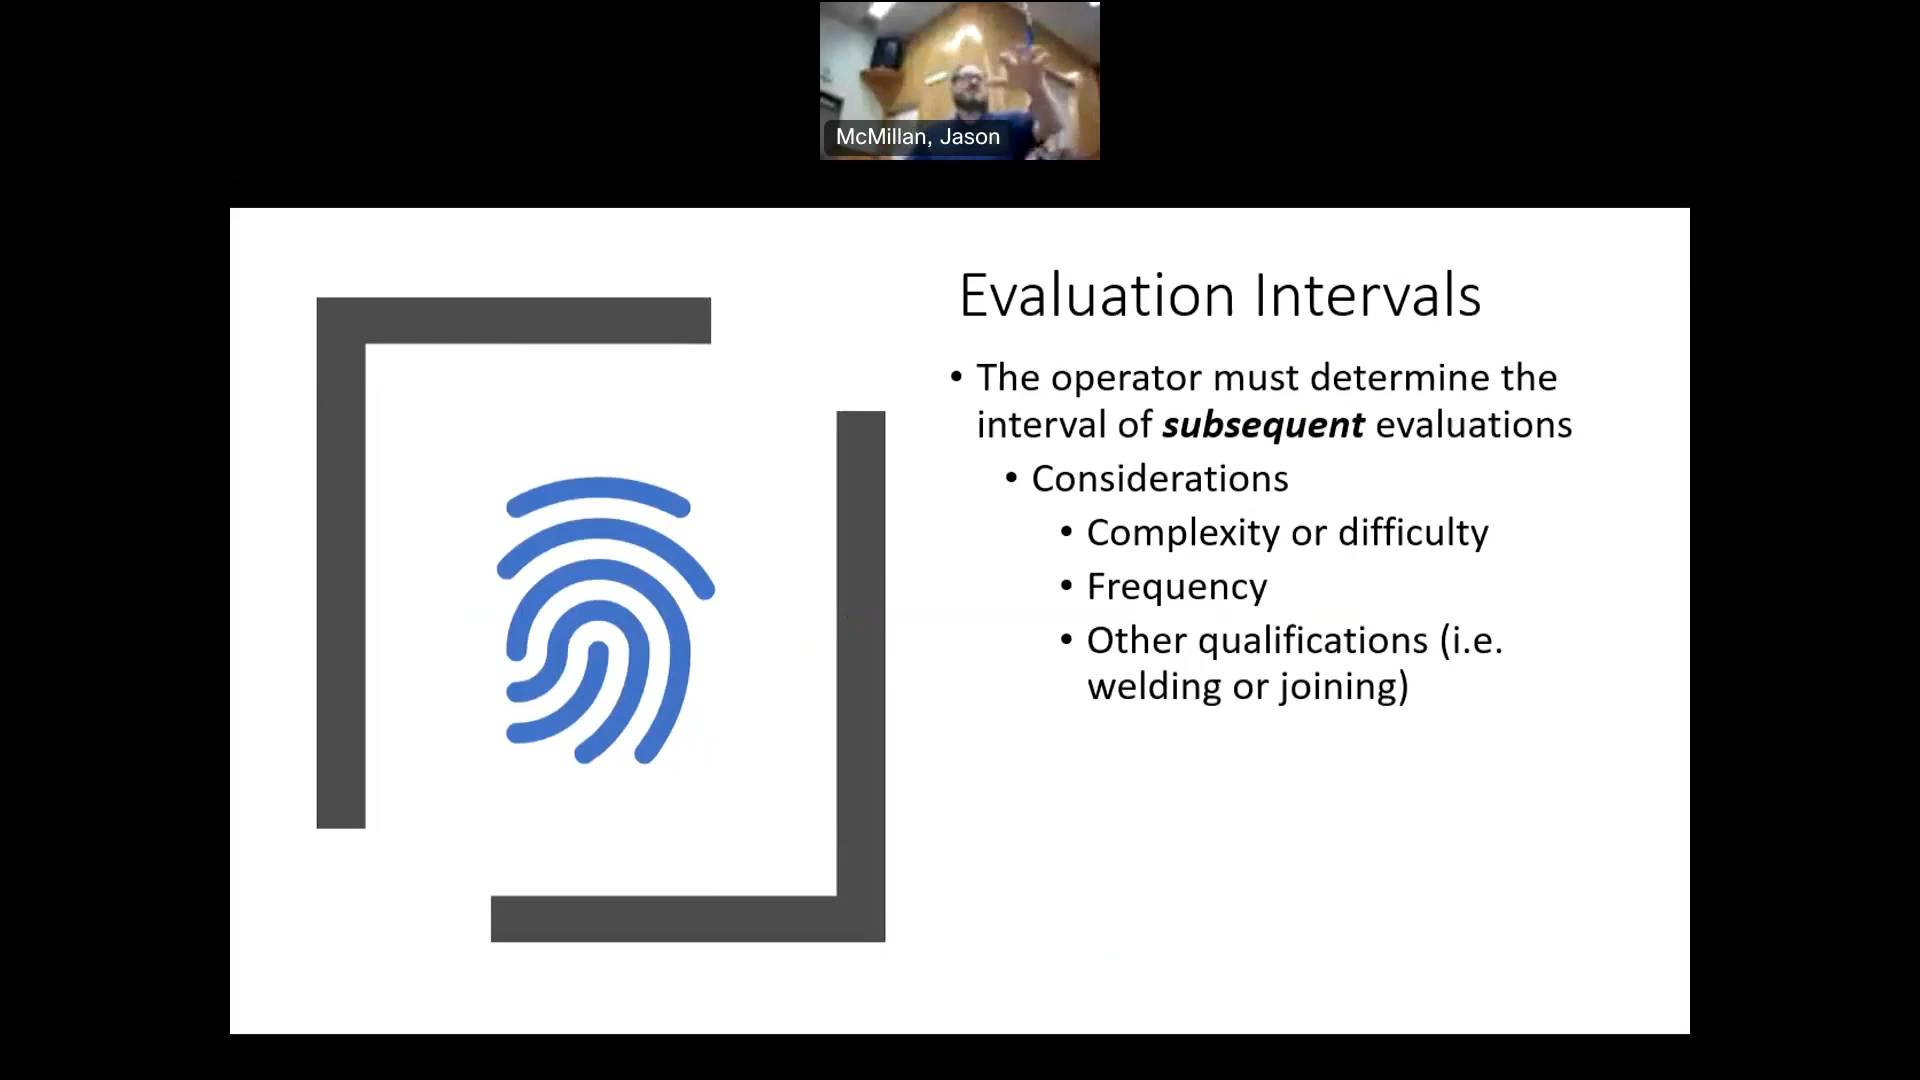 McMillan, Jason
Evaluation Intervals
• The operator must determine the
interval of subsequent evaluations
• Considerations
• Complexity or difficulty
• Frequency
• Other qualifications (i.e.
welding or joining)